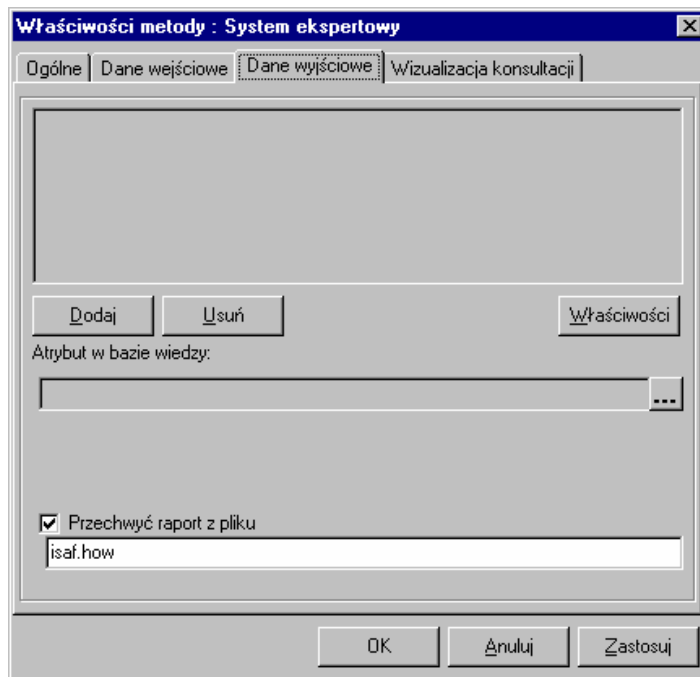 Właściwości metody : System ekspertowy
Ogólne Dane wejściowe Dane wyjściowe Wizualizacja konsultacji
Dodaj Usuń Właściwości
Atrybut w bazie wiedzy:
...
Przechwyć raport z pliku
isaf.how
OK Anuluj Zastosuj